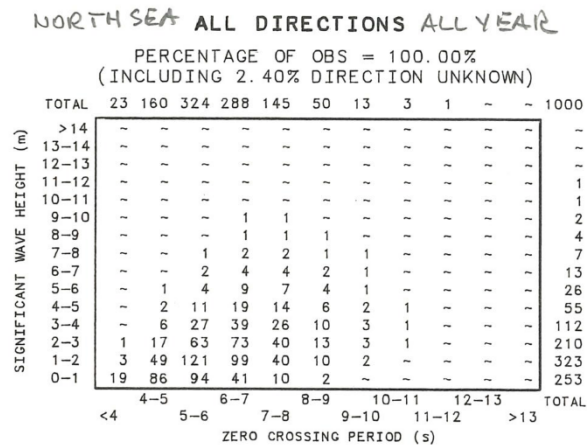 NORTH SEA ALL DIRECTIONS ALL YEAR
PERCENTAGE OF OBS = 100.00%
(INCLUDING 2.40% DIRECTION UNKNOWN)
TOTAL 23 160 324 288 145 50 13 3 1 ~ ~ 1000
SIGNIFICANT WAVE HEIGHT (m)
>14 ~ ~ ~ ~ ~ ~ ~ ~ ~ ~ ~ ~
13-14 ~ ~ ~ ~ ~ ~ ~ ~ ~ ~ ~ ~
12-13 ~ ~ ~ ~ ~ ~ ~ ~ ~ ~ ~ ~
11-12 ~ ~ ~ ~ ~ ~ ~ ~ ~ ~ ~ 1
10-11 ~ ~ ~ ~ ~ ~ ~ ~ ~ ~ ~ 1
9-10 ~ ~ ~ 1 1 ~ ~ ~ ~ ~ ~ 2
8-9 ~ ~ ~ 1 1 1 ~ ~ ~ ~ ~ 4
7-8 ~ ~ 1 2 2 1 1 ~ ~ ~ ~ 7
6-7 ~ ~ 2 4 4 2 1 ~ ~ ~ ~ 13
5-6 ~ 1 4 9 7 4 1 ~ ~ ~ ~ 26
4-5 ~ 2 11 19 14 6 2 1 ~ ~ ~ 55
3-4 ~ 6 27 39 26 10 3 1 ~ ~ ~ 112
2-3 1 17 63 73 40 13 3 1 ~ ~ ~ 210
1-2 3 49 121 99 40 10 2 ~ ~ ~ ~ 323
0-1 19 86 94 41 10 2 ~ ~ ~ ~ ~ 253
4-5 6-7 8-9 10-11 12-13 TOTAL
<4 5-6 7-8 9-10 11-12 >13
ZERO CROSSING PERIOD (s)